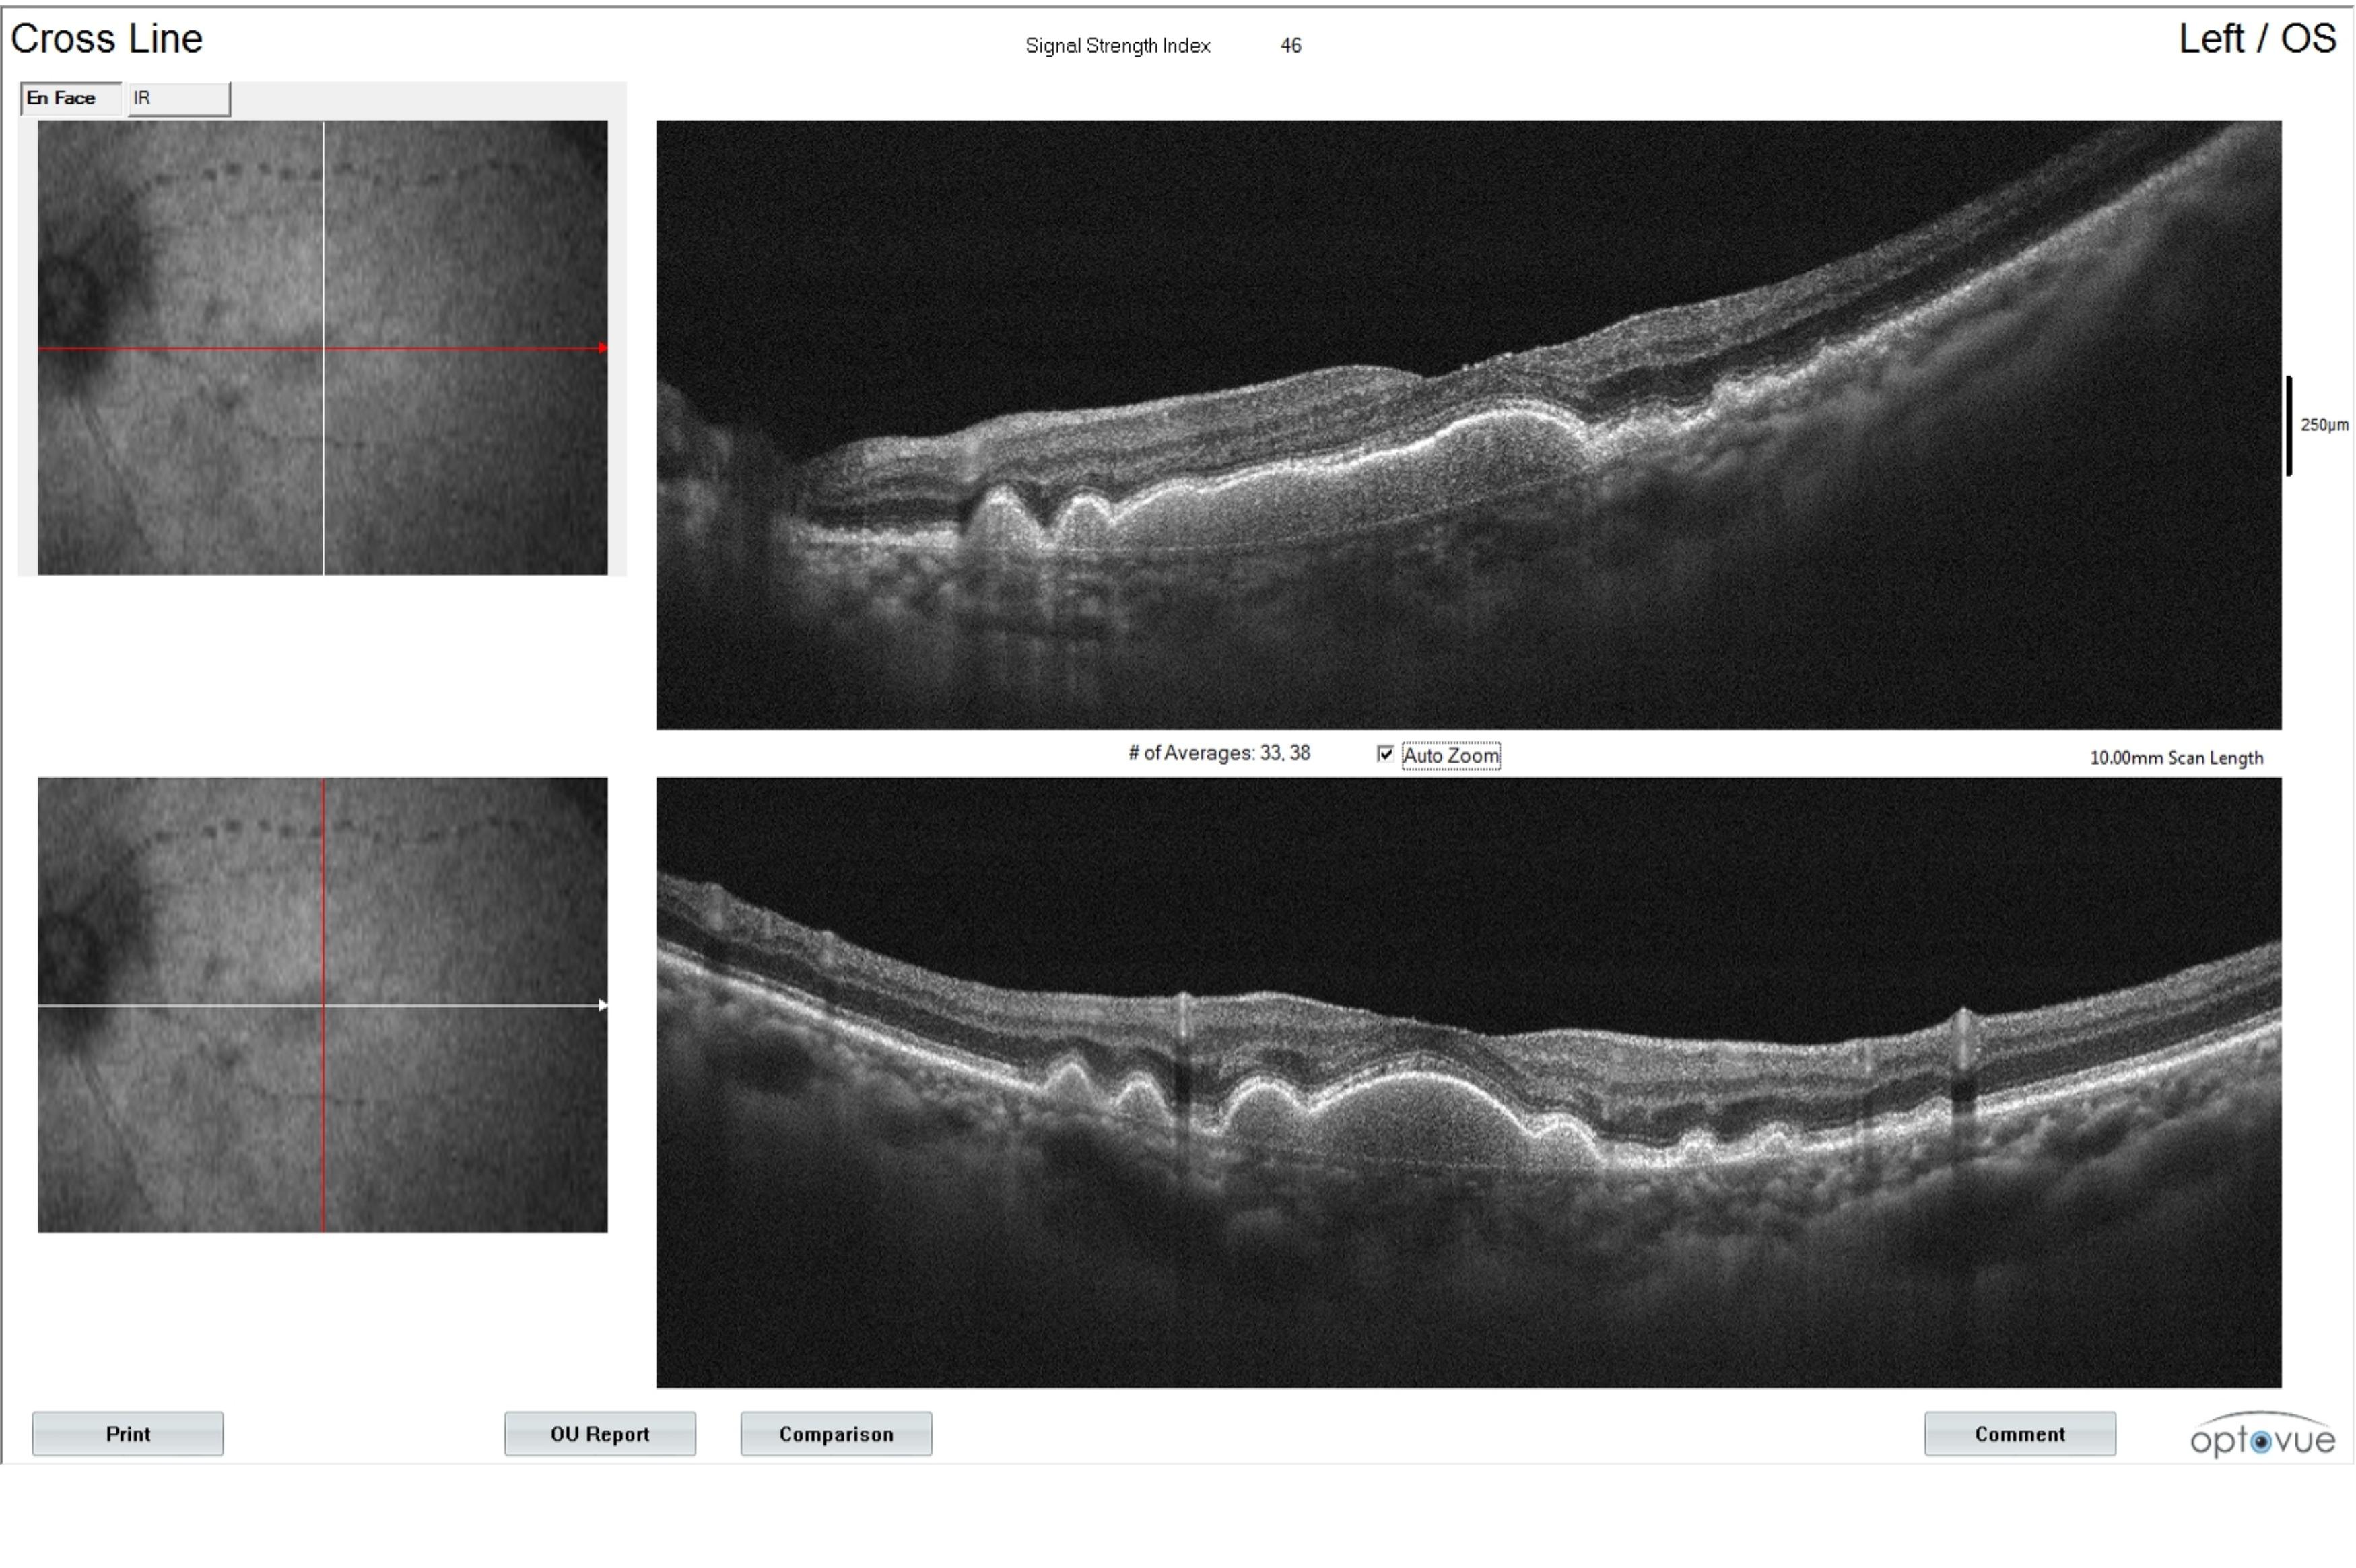 Cross Line
Signal Strength Index 46
Left / OS
En Face IR
250µm
# of Averages: 33, 38
Auto Zoom
10.00mm Scan Length
Print
OU Report
Comparison
Comment
optovue